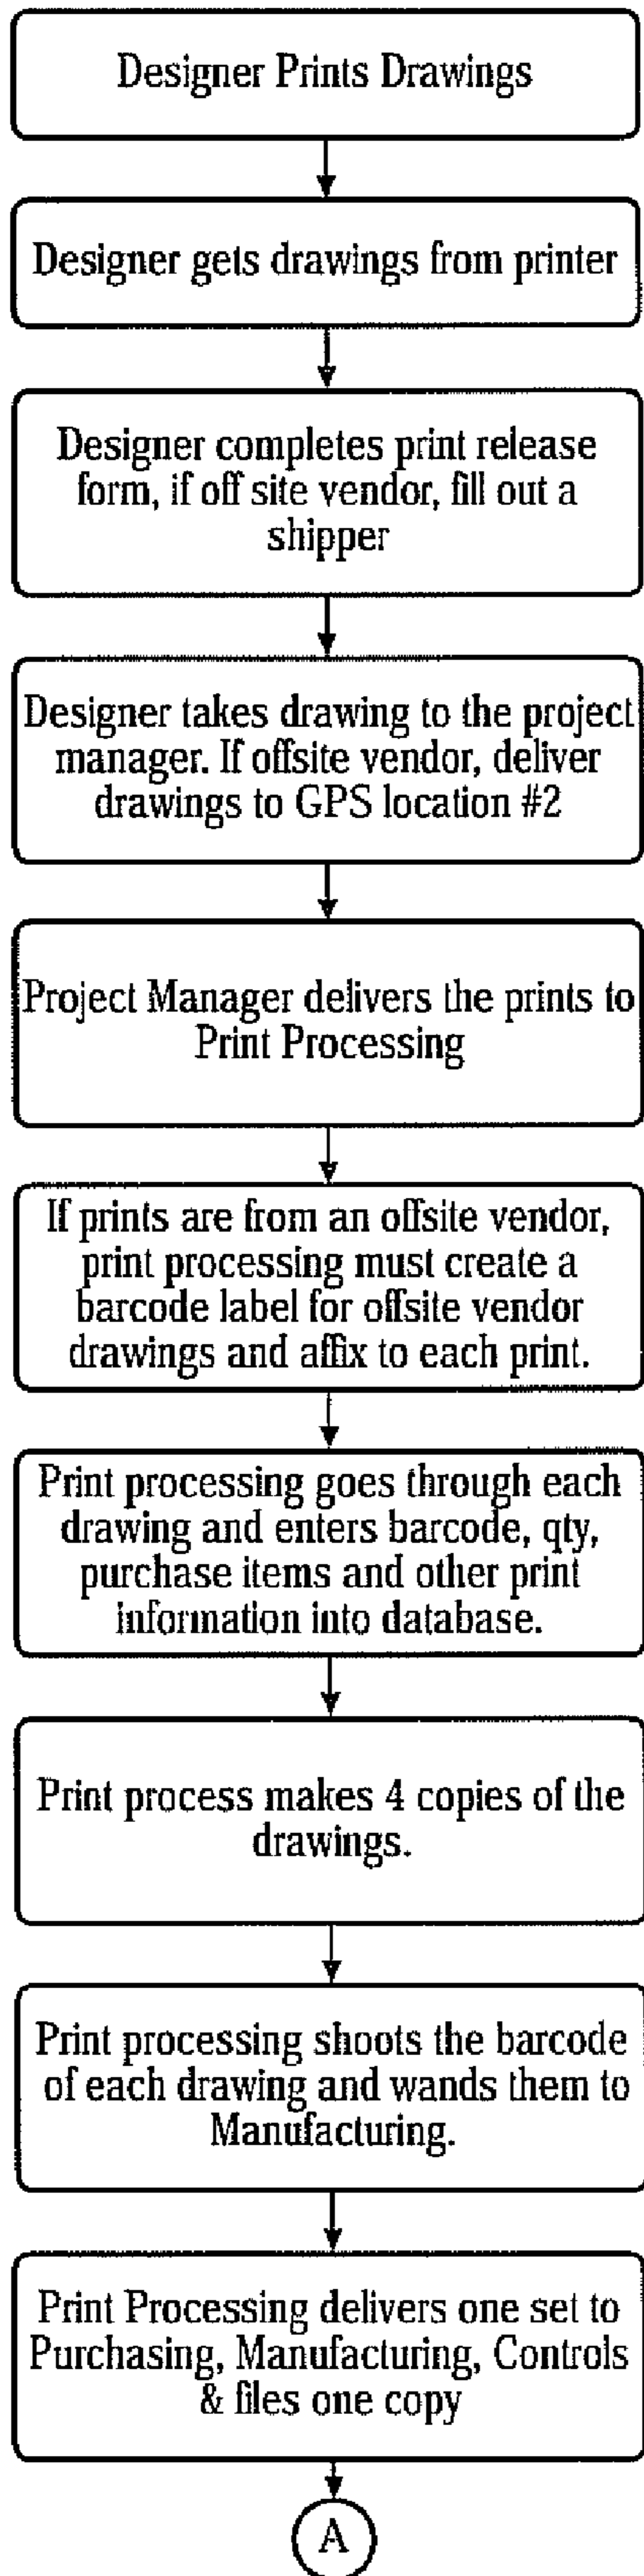 Designer Prints Drawings
Designer gets drawings from printer
Designer completes print release
form, if off site vendor, fill out a
shipper
Designer takes drawing to the project
manager. If offsite vendor, deliver
drawings to GPS location #2
Project Manager delivers the prints to
Print Processing
If prints are from an offsite vendor,
print processing must create a
barcode label for offsite vendor
drawings and affix to each print.
Print processing goes through each
drawing and enters barcode, qty,
purchase items and other print
information into database.
Print process makes 4 copies of the
drawings.
Print processing shoots the barcode
of each drawing and wands them to
Manufacturing.
Print Processing delivers one set to
Purchasing, Manufacturing, Controls
& files one copy
A